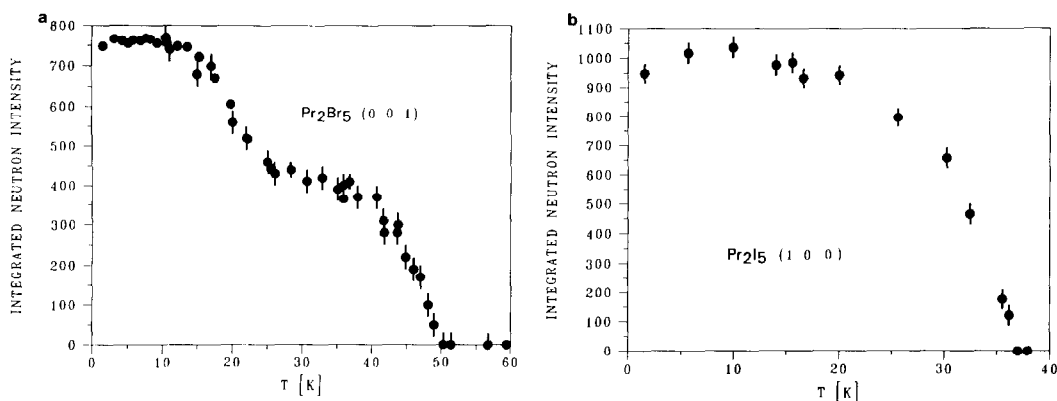 a
800
700
600
500
400
300
200
100
0
INTEGRATED NEUTRON INTENSITY
Pr2Br5 (0 0 1)
0 10 20 30 40 50 60
T [K]
b
1100
1000
900
800
700
600
500
400
300
200
100
0
INTEGRATED NEUTRON INTENSITY
Pr2I5 (1 0 0)
0 10 20 30 40
T [K]